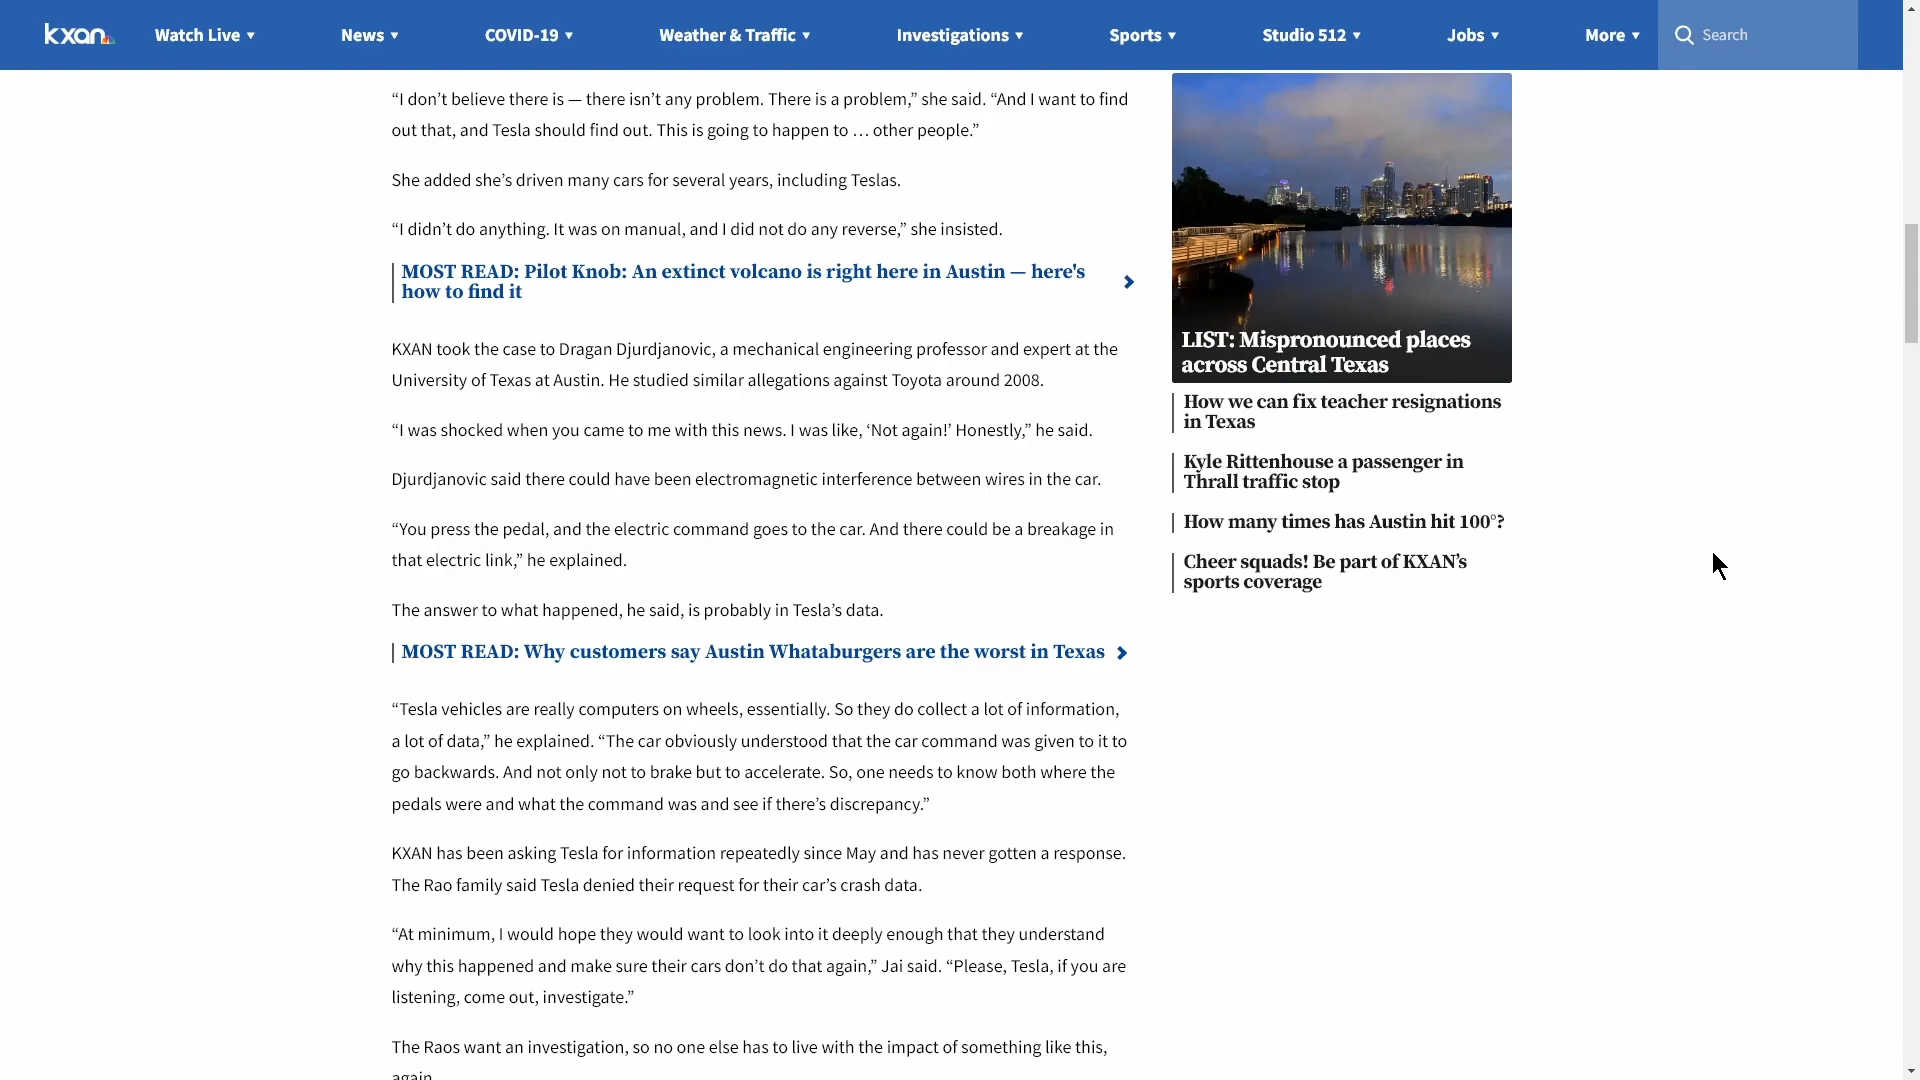 kxan
Watch Live ▾
News ▾
COVID-19 ▾
Weather & Traffic ▾
Investigations ▾
Sports ▾
Studio 512 ▾
Jobs ▾
More ▾
Search
“I don’t believe there is — there isn’t any problem. There is a problem,” she said. “And I want to find
out that, and Tesla should find out. This is going to happen to … other people.”
She added she’s driven many cars for several years, including Teslas.
“I didn’t do anything. It was on manual, and I did not do any reverse,” she insisted.
MOST READ: Pilot Knob: An extinct volcano is right here in Austin — here's
how to find it
KXAN took the case to Dragan Djurdjanovic, a mechanical engineering professor and expert at the
University of Texas at Austin. He studied similar allegations against Toyota around 2008.
“I was shocked when you came to me with this news. I was like, ‘Not again!’ Honestly,” he said.
Djurdjanovic said there could have been electromagnetic interference between wires in the car.
“You press the pedal, and the electric command goes to the car. And there could be a breakage in
that electric link,” he explained.
The answer to what happened, he said, is probably in Tesla’s data.
MOST READ: Why customers say Austin Whataburgers are the worst in Texas
“Tesla vehicles are really computers on wheels, essentially. So they do collect a lot of information,
a lot of data,” he explained. “The car obviously understood that the car command was given to it to
go backwards. And not only not to brake but to accelerate. So, one needs to know both where the
pedals were and what the command was and see if there’s discrepancy.”
KXAN has been asking Tesla for information repeatedly since May and has never gotten a response.
The Rao family said Tesla denied their request for their car’s crash data.
“At minimum, I would hope they would want to look into it deeply enough that they understand
why this happened and make sure their cars don’t do that again,” Jai said. “Please, Tesla, if you are
listening, come out, investigate.”
The Raos want an investigation, so no one else has to live with the impact of something like this,
again
LIST: Mispronounced places
across Central Texas
How we can fix teacher resignations
in Texas
Kyle Rittenhouse a passenger in
Thrall traffic stop
How many times has Austin hit 100°?
Cheer squads! Be part of KXAN’s
sports coverage